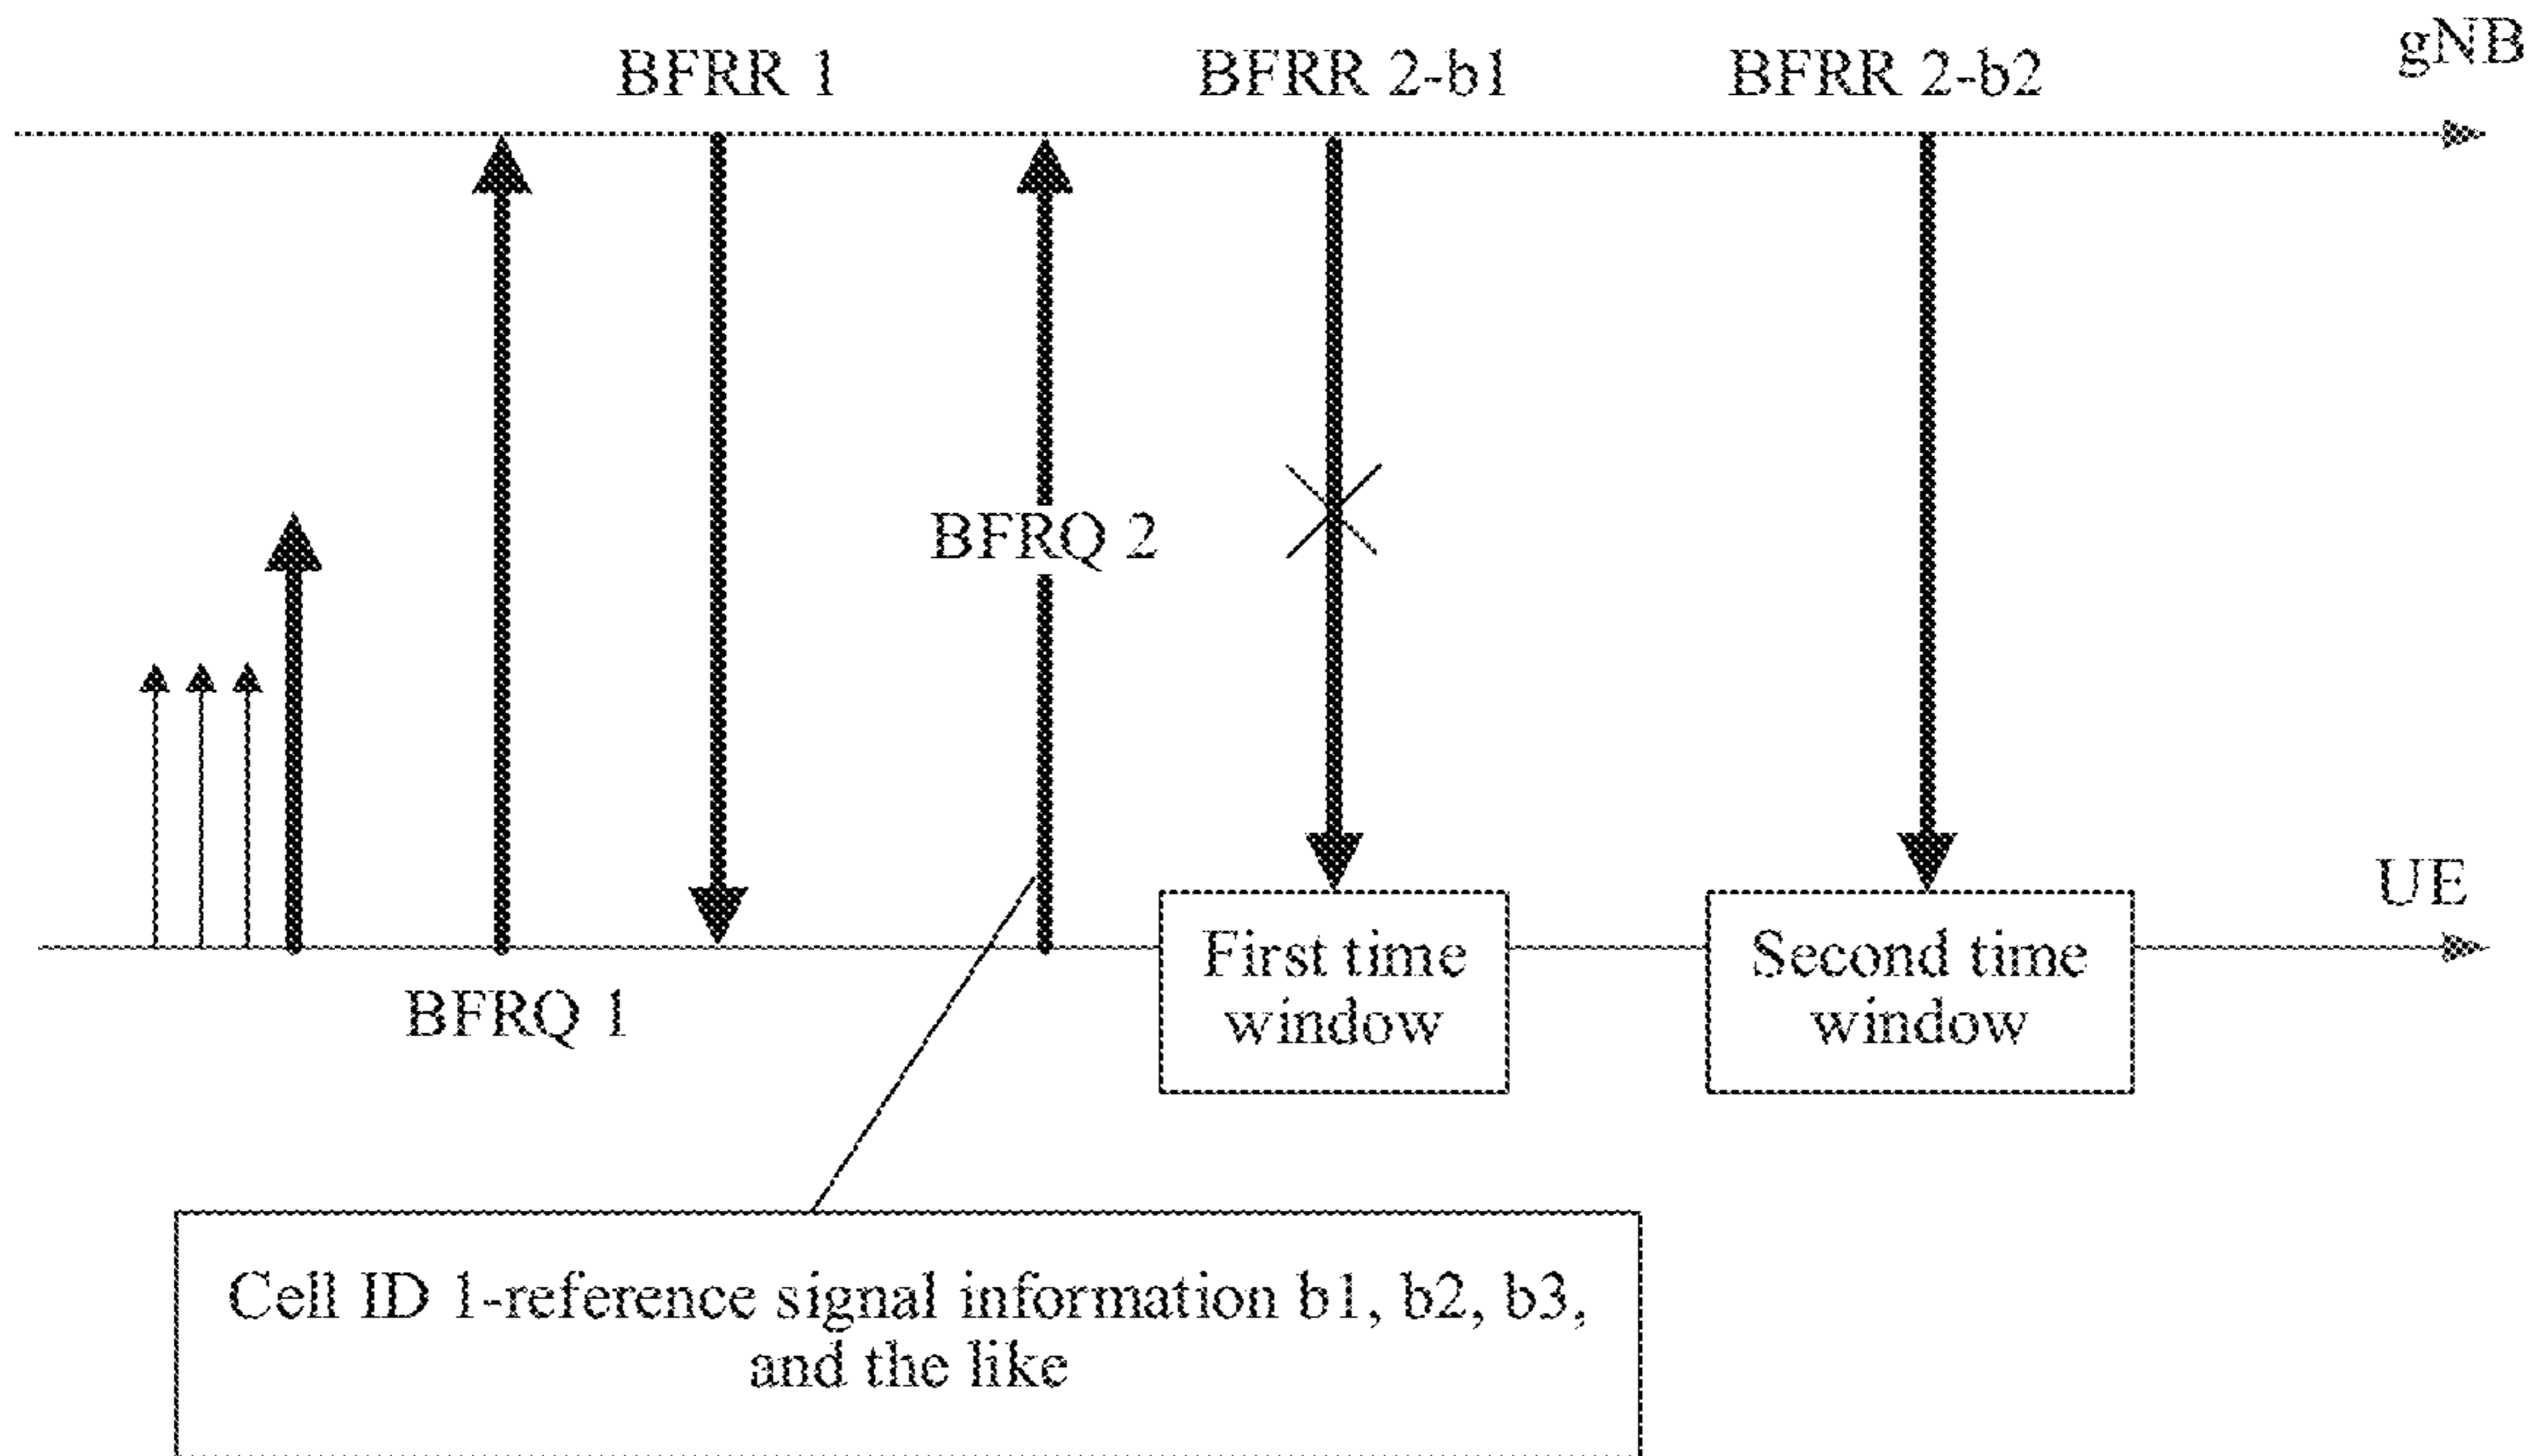 BFRR 1
BFRR 2-b1
BFRR 2-b2
gNB
BFRQ 2
UE
First time
window
Second time
window
BFRQ 1
Cell ID 1-reference signal information b1, b2, b3,
and the like